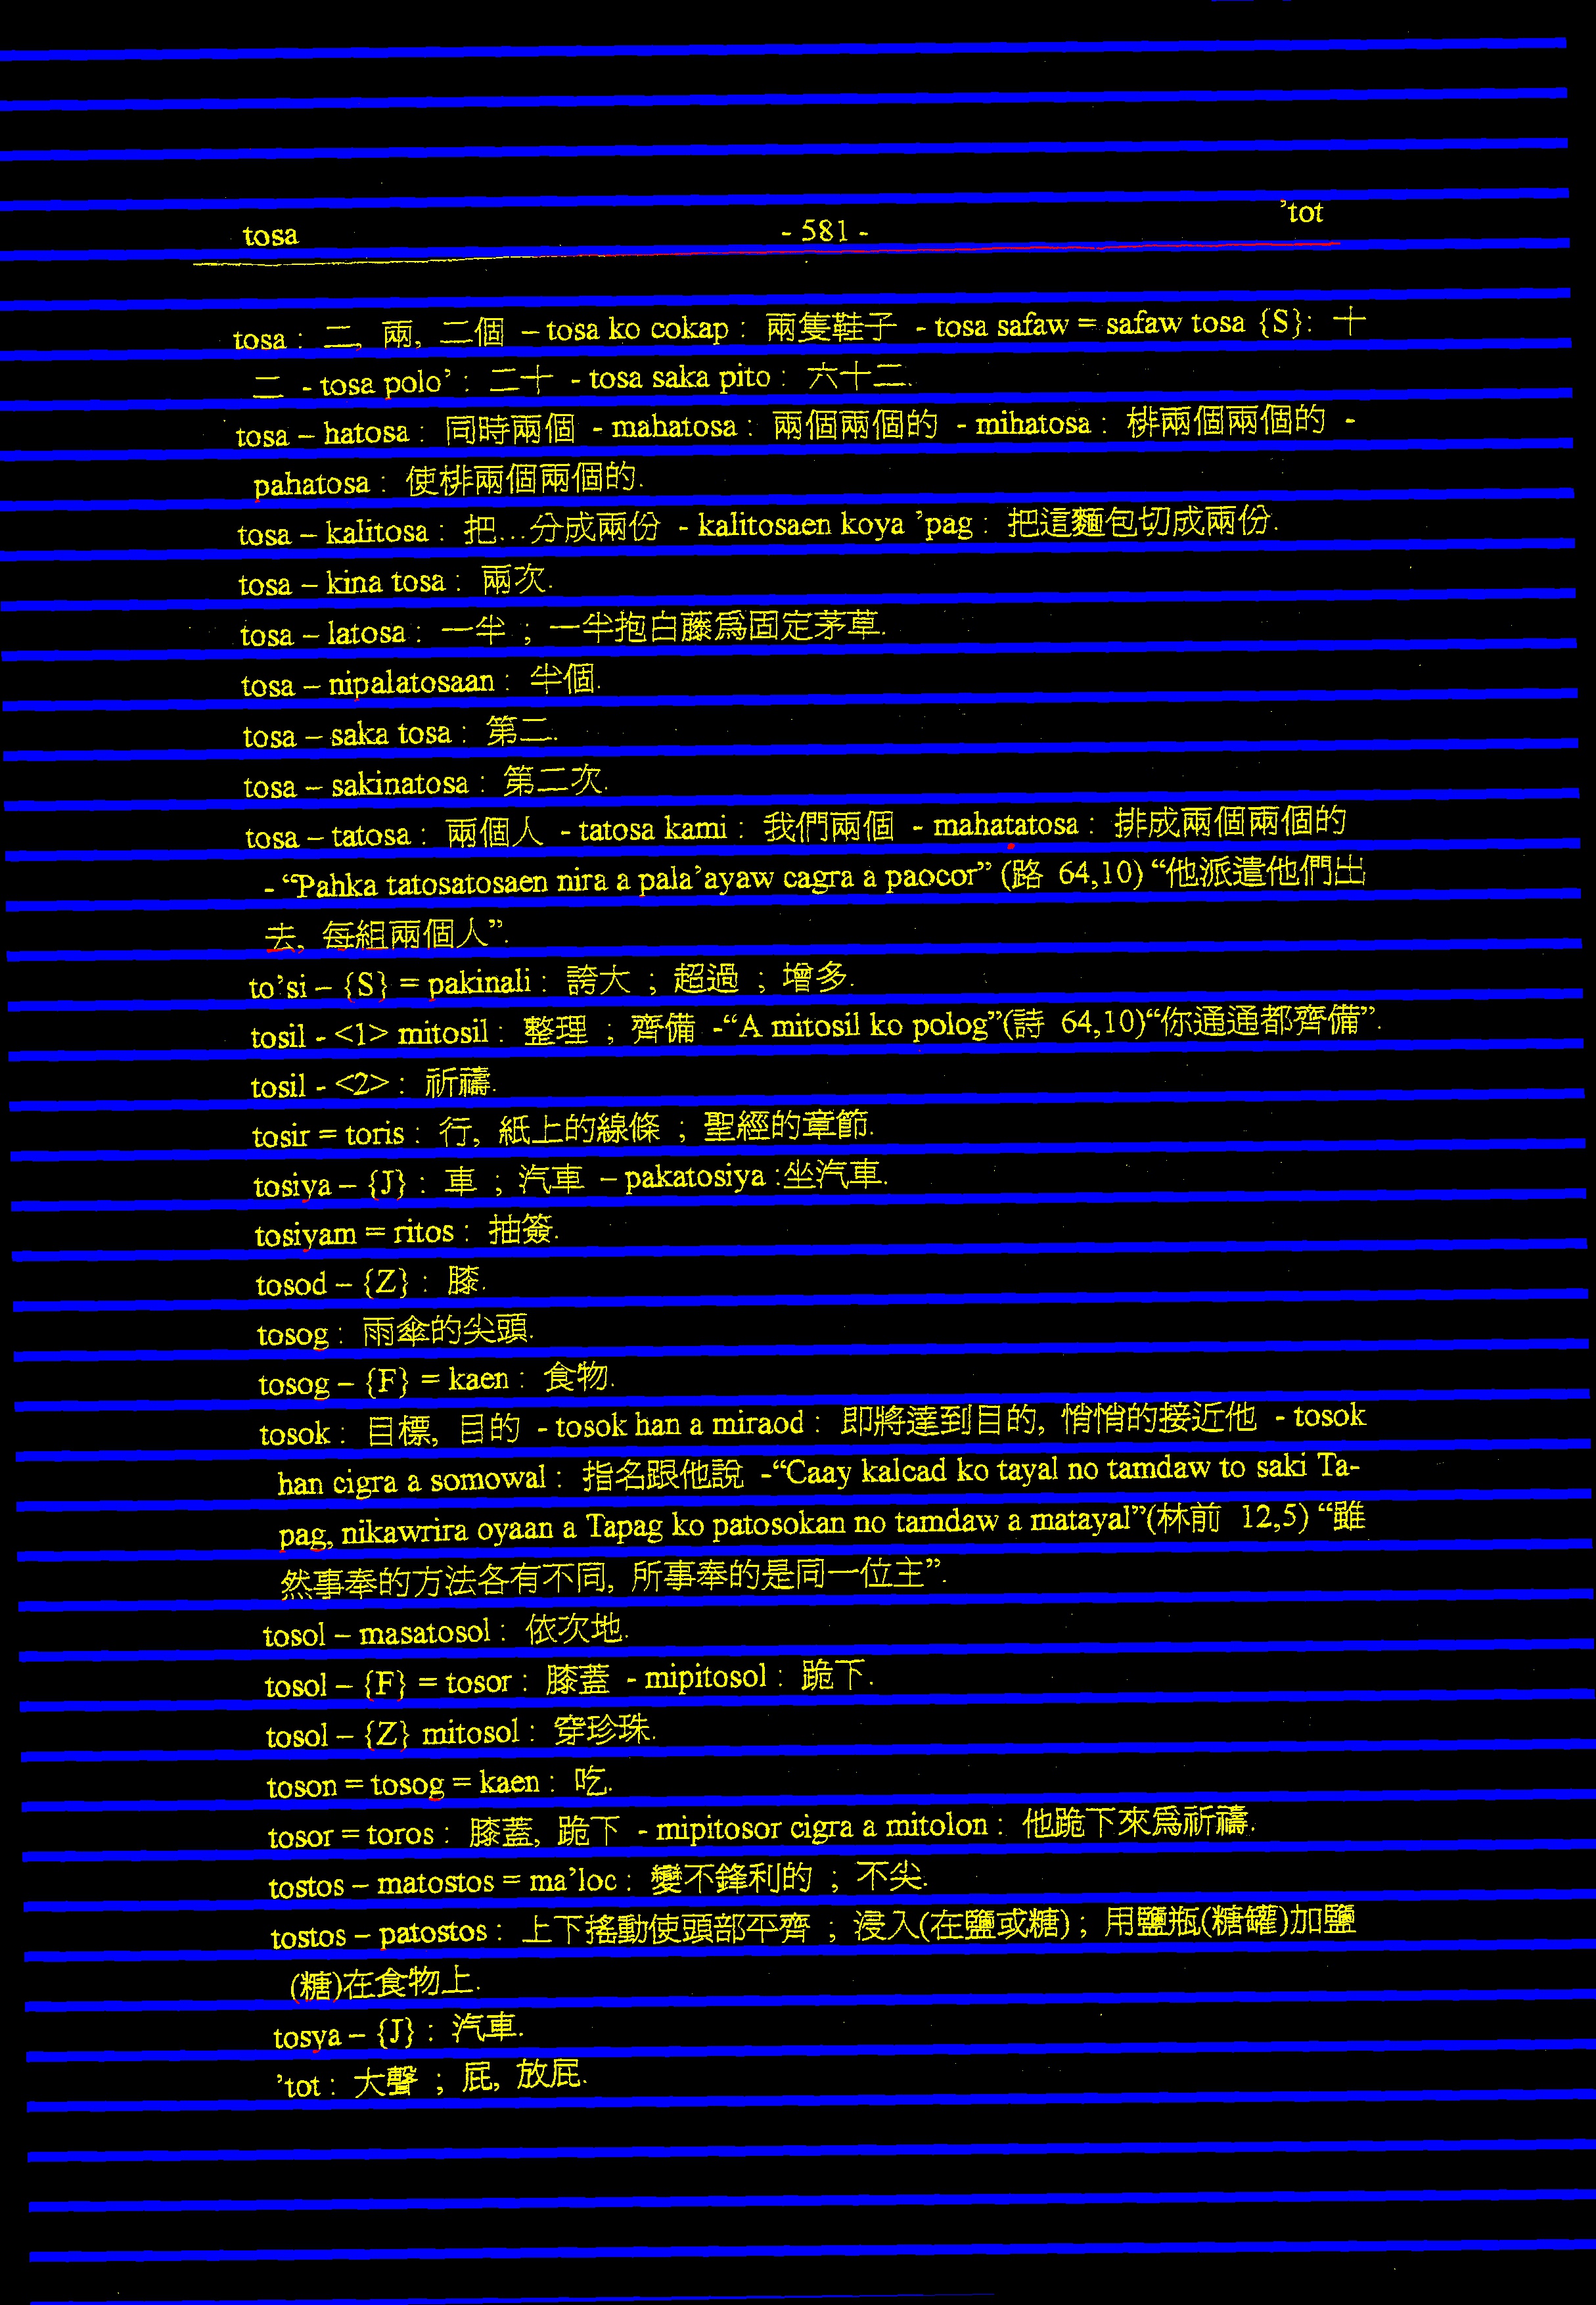 tosa - 581 - ’tot
tosa : 二, 兩, 二個 – tosa ko cokap : 兩隻鞋子 - tosa safaw = safaw tosa {S}: 十
二 - tosa polo’ : 二十 - tosa saka pito : 六十二.
tosa – hatosa : 同時兩個 - mahatosa : 兩個兩個的 - mihatosa : 排兩個兩個的 -
pahatosa : 使排兩個兩個的.
tosa – kalitosa : 把…分成兩份 - kalitosaen koya ’pag : 把這麵包切成兩份.
tosa – kina tosa : 兩次.
tosa – latosa : 一半 ; 一半抱白藤爲固定茅草.
tosa – nipalatosaan : 半個.
tosa – saka tosa : 第二.
tosa – sakinatosa : 第二次.
tosa – tatosa : 兩個人 - tatosa kami : 我們兩個 - mahatatosa : 排成兩個兩個的
- “Pahka tatosatosaen nira a pala’ayaw cagra a paocor” (路 64,10) “他派遣他們出
去, 每組兩個人”.
to’si – {S} = pakinali : 誇大 ; 超過 ; 增多.
tosil - <1> mitosil : 整理 ; 齊備 -“A mitosil ko polog”(詩 64,10)“你通通都齊備”.
tosil - <2> : 祈禱.
tosir = toris : 行, 紙上的線條 ; 聖經的章節.
tosiya – {J} : 車 ; 汽車 – pakatosiya :坐汽車.
tosiyam = ritos : 抽簽.
tosod – {Z} : 膝.
tosog : 雨傘的尖頭.
tosog – {F} = kaen : 食物.
tosok : 目標, 目的 - tosok han a miraod : 即將達到目的, 悄悄的接近他 - tosok
han cigra a somowal : 指名跟他說 -“Caay kalcad ko tayal no tamdaw to saki Ta-
pag, nikawrira oyaan a Tapag ko patosokan no tamdaw a matayal”(林前 12,5) “雖
然事奉的方法各有不同, 所事奉的是同一位主”.
tosol – masatosol : 依次地.
tosol – {F} = tosor : 膝蓋 - mipitosol : 跪下.
tosol – {Z} mitosol : 穿珍珠.
toson = tosog = kaen : 吃.
tosor = toros : 膝蓋, 跪下 - mipitosor cigra a mitolon : 他跪下來爲祈禱.
tostos – matostos = ma’loc : 變不鋒利的 ; 不尖.
tostos – patostos : 上下搖動使頭部平齊 ; 浸入(在鹽或糖) ; 用鹽瓶(糖罐)加鹽
(糖)在食物上.
tosya – {J} : 汽車.
’tot : 大聲 ; 屁, 放屁.